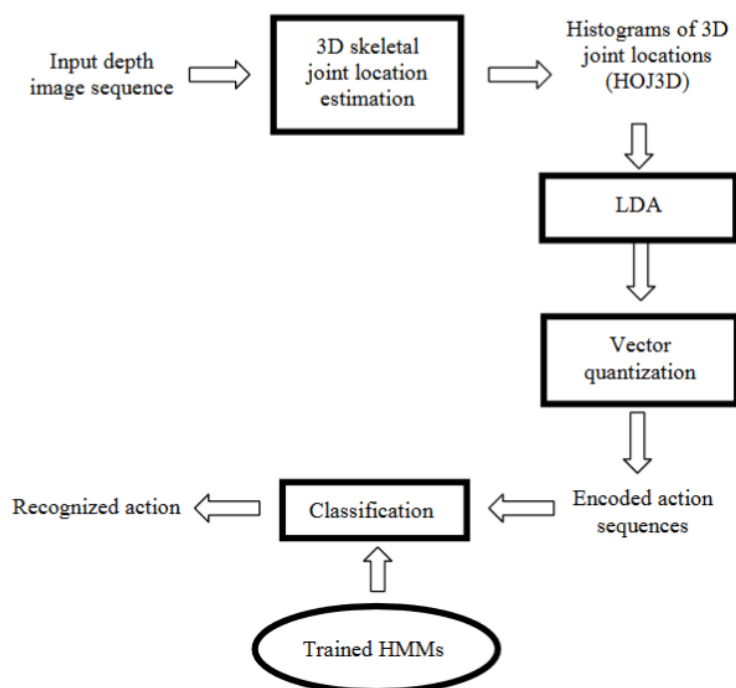 Input depth
image sequence
3D skeletal
joint location
estimation
Histograms of 3D
joint locations
(HOJ3D)
LDA
Vector
quantization
Encoded action
sequences
Classification
Recognized action
Trained HMMs